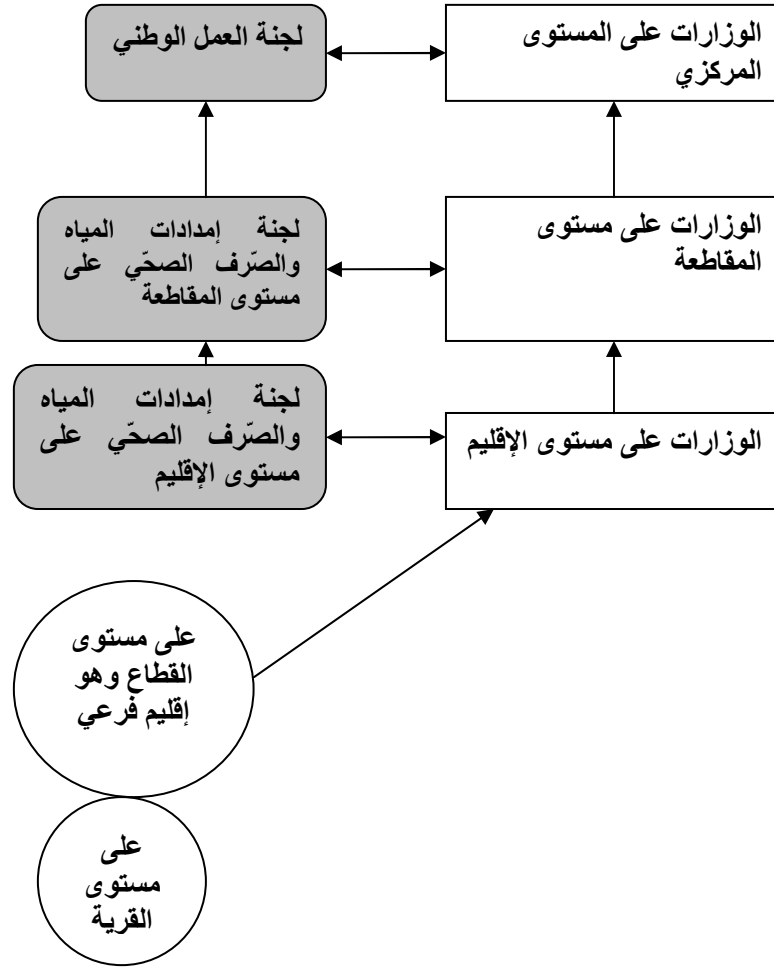 الوزارات على المستوى
المركزي
لجنة العمل الوطني
الوزارات على مستوى
المقاطعة
لجنة إمدادات المياه
والصّرف الصحّي على
مستوى المقاطعة
الوزارات على مستوى الإقليم
لجنة إمدادات المياه
والصّرف الصحّي على
مستوى الإقليم
على مستوى
القطاع وهو
إقليم فرعي
على
مستوى
القرية